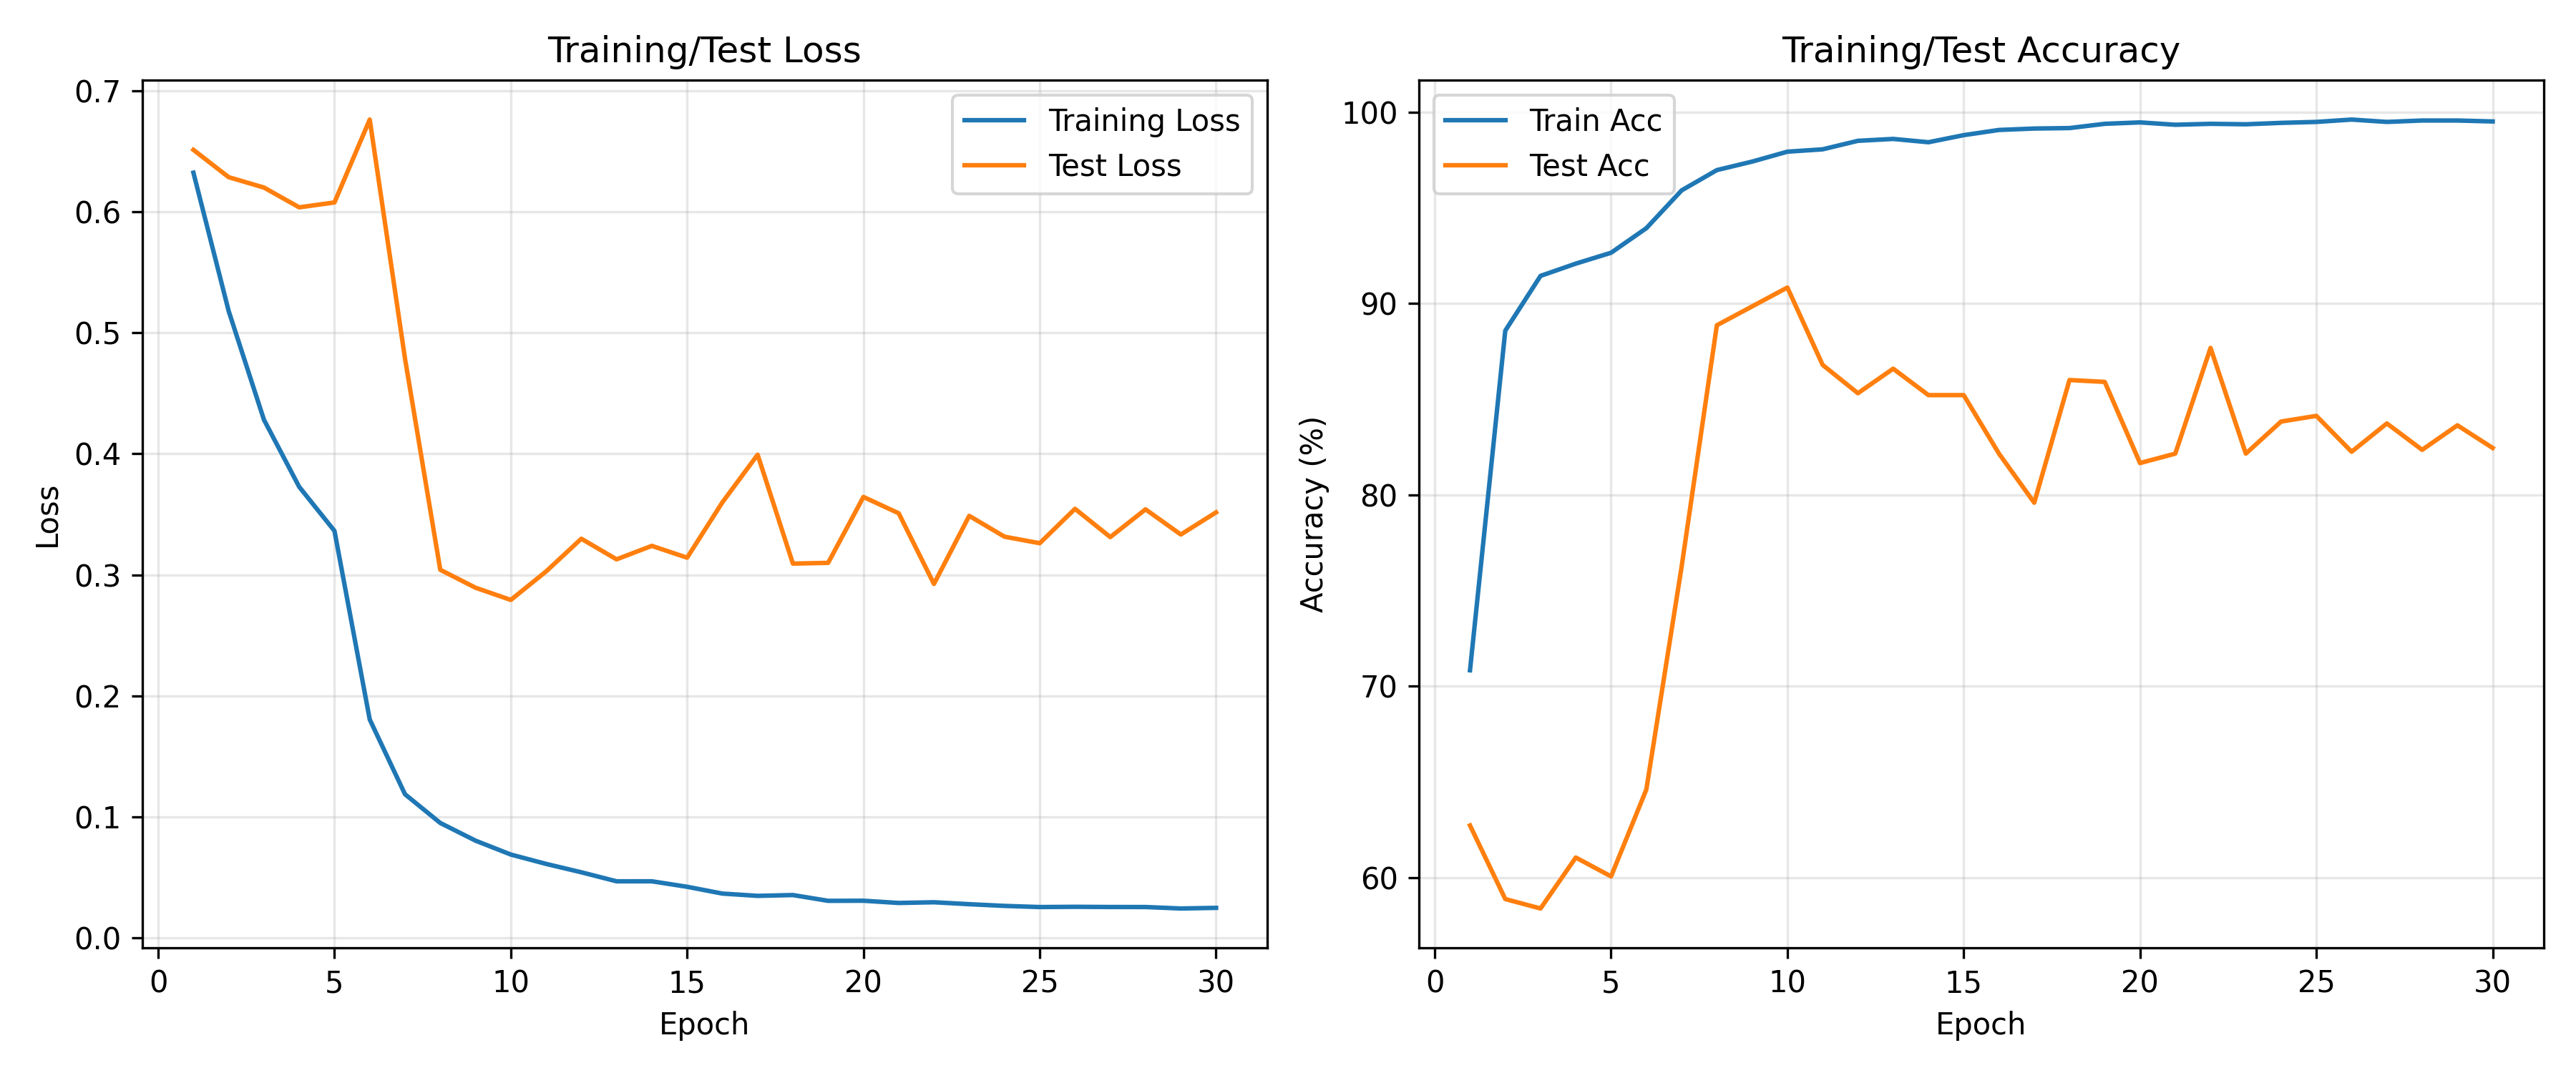 Training/Test Loss
0.7
0.6
0.5
0.4
0.3
0.2
0.1
0.0
Loss
Training Loss
Test Loss
0 5 10 15 20 25 30
Epoch
Training/Test Accuracy
100
90
80
70
60
Accuracy (%)
Train Acc
Test Acc
0 5 10 15 20 25 30
Epoch